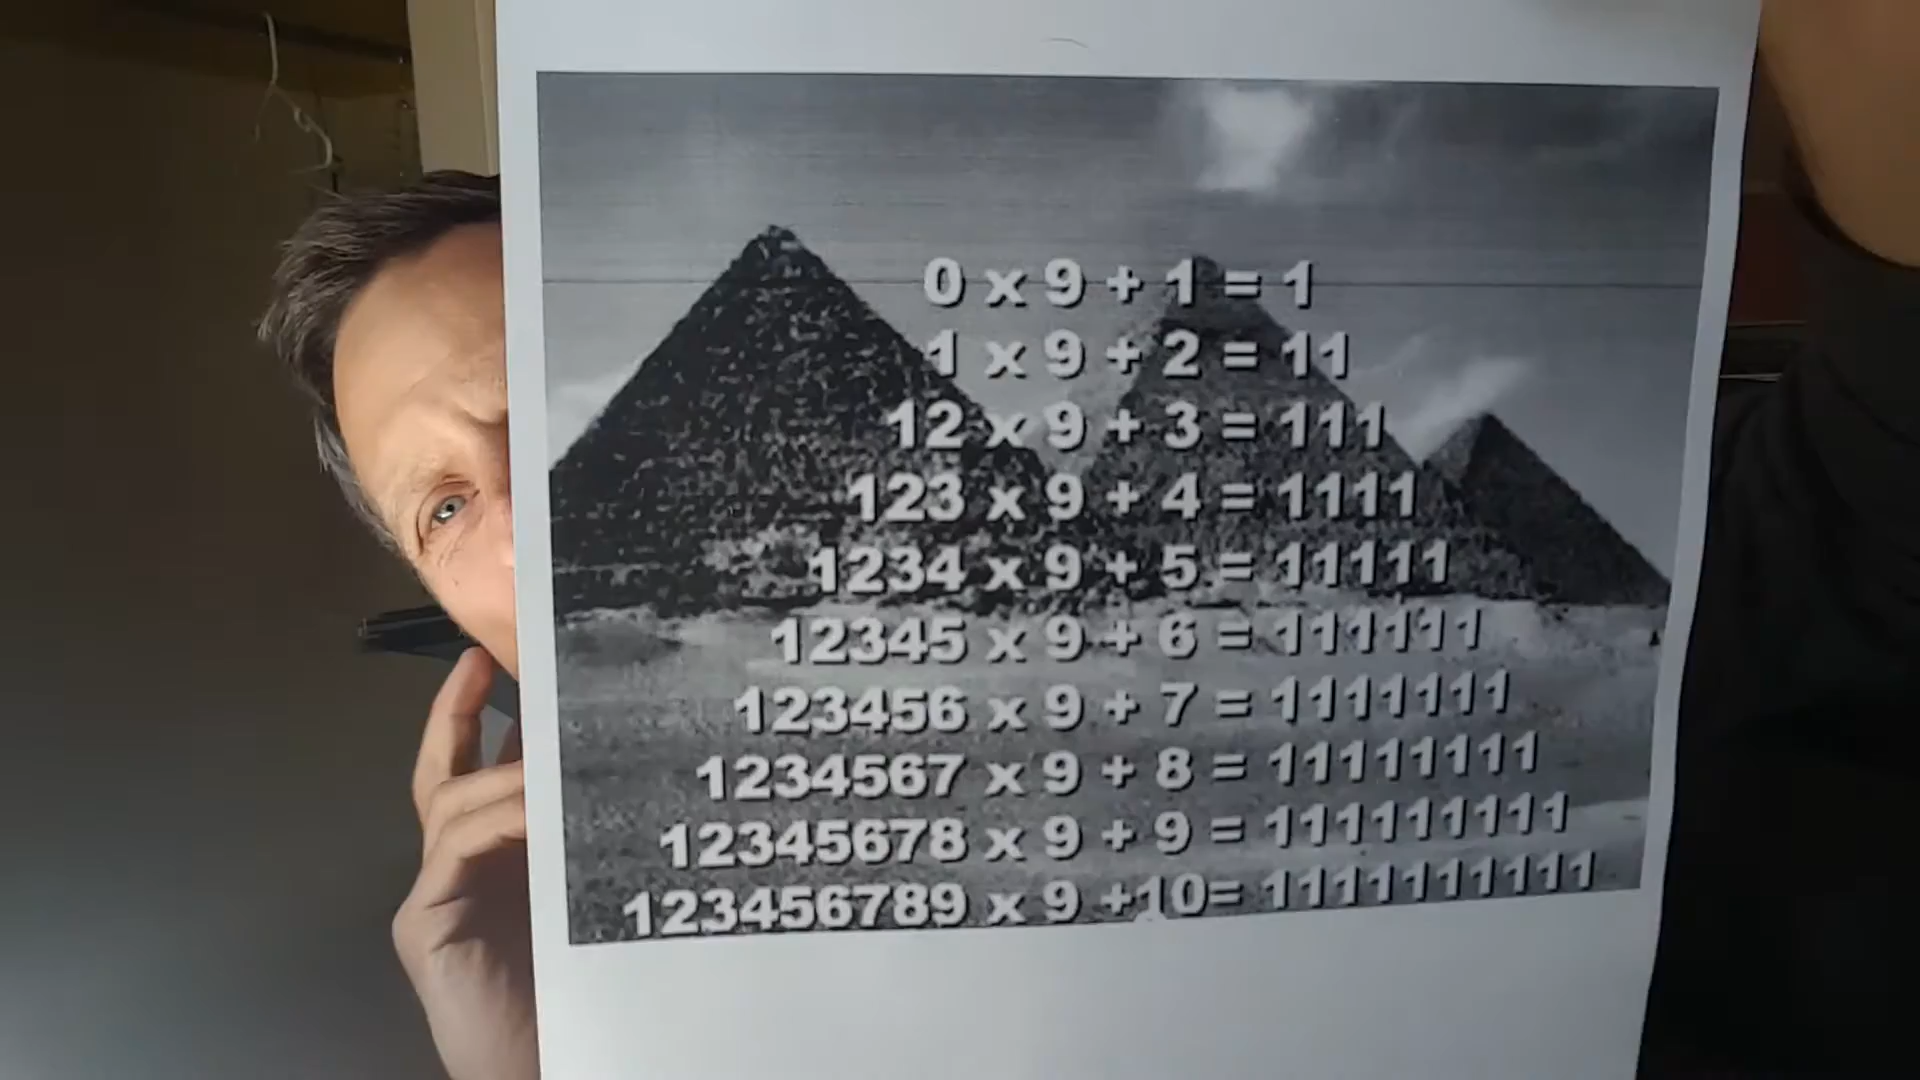 0 x 9 + 1 = 1
1 x 9 + 2 = 11
12 x 9 + 3 = 111
123 x 9 + 4 = 1111
1234 x 9 + 5 = 11111
12345 x 9 + 6 = 111111
123456 x 9 + 7 = 1111111
1234567 x 9 + 8 = 11111111
12345678 x 9 + 9 = 111111111
123456789 x 9 +10= 1111111111